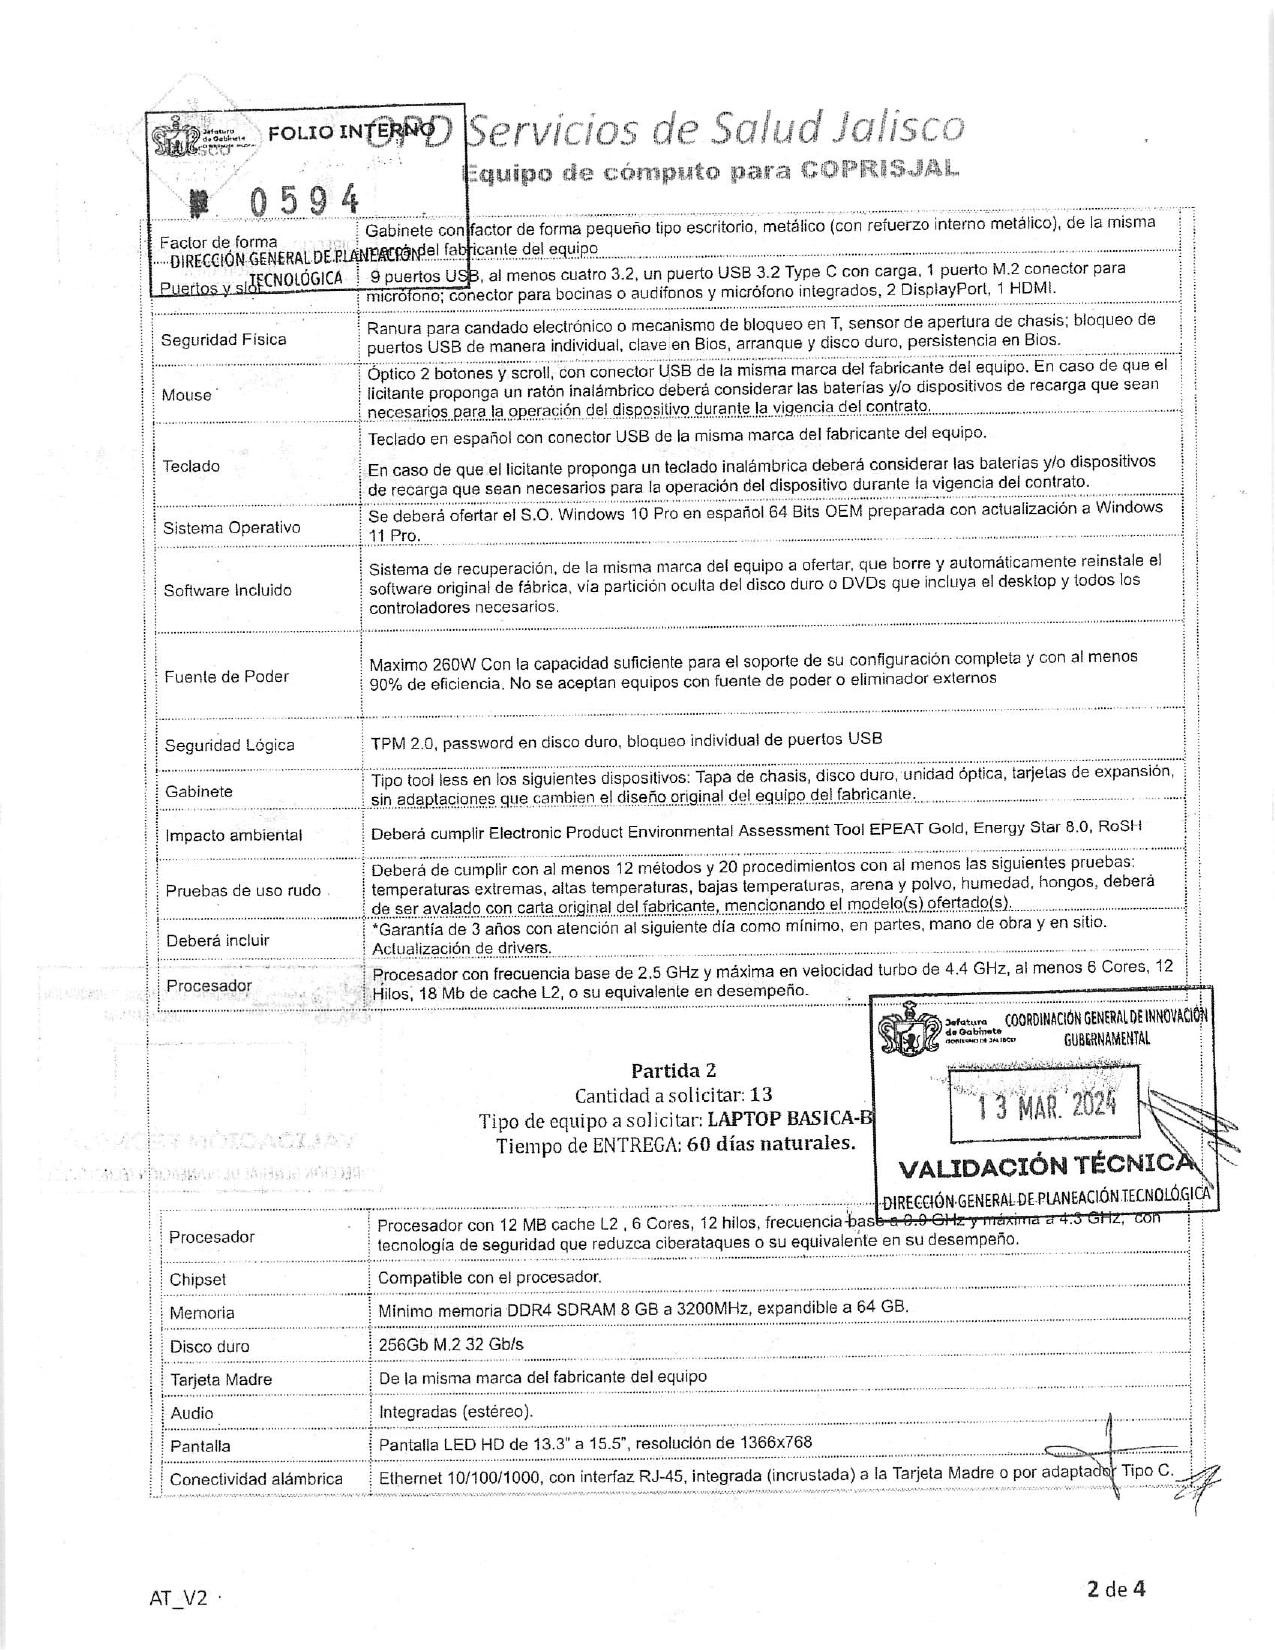 Jefatura
de Gabinete
FOLIO INTERNO
OPD Servicios de Salud Jalisco
Equipo de cómputo para COPRISJAL
0594
DIRECCIÓN GENERAL DE PLANEACIÓN
TECNOLÓGICA
Factor de forma
Gabinete con factor de forma pequeño tipo escritorio, metálico (con refuerzo interno metálico), de la misma
del fabricante del equipo
Puertos y slot
9 puertos USB, al menos cuatro 3.2, un puerto USB 3.2 Type C con carga, 1 puerto M.2 conector para
micrófono; conector para bocinas o audífonos y micrófono integrados, 2 DisplayPort, 1 HDMI.
Seguridad Física
Ranura para candado electrónico o mecanismo de bloqueo en T, sensor de apertura de chasis; bloqueo de
puertos USB de manera individual, clave en Bios, arranque y disco duro, persistencia en Bios.
Mouse
Óptico 2 botones y scroll, con conector USB de la misma marca del fabricante del equipo. En caso de que el
licitante proponga un ratón inalámbrico deberá considerar las baterías y/o dispositivos de recarga que sean
necesarios para la operación del dispositivo durante la vigencia del contrato.
Teclado
Teclado en español con conector USB de la misma marca del fabricante del equipo.
En caso de que el licitante proponga un teclado inalámbrica deberá considerar las baterías y/o dispositivos
de recarga que sean necesarios para la operación del dispositivo durante la vigencia del contrato.
Sistema Operativo
Se deberá ofertar el S.O. Windows 10 Pro en español 64 Bits OEM preparada con actualización a Windows
11 Pro.
Software Incluido
Sistema de recuperación, de la misma marca del equipo a ofertar, que borre y automáticamente reinstale el
software original de fábrica, vía partición oculta del disco duro o DVDs que incluya el desktop y todos los
controladores necesarios.
Fuente de Poder
Maximo 260W Con la capacidad suficiente para el soporte de su configuración completa y con al menos
90% de eficiencia. No se aceptan equipos con fuente de poder o eliminador externos
Seguridad Lógica
TPM 2.0, password en disco duro, bloqueo individual de puertos USB
Gabinete
Tipo tool less en los siguientes dispositivos: Tapa de chasis, disco duro, unidad óptica, tarjetas de expansión,
sin adaptaciones que cambien el diseño original del equipo del fabricante.
Impacto ambiental
Deberá cumplir Electronic Product Environmental Assessment Tool EPEAT Gold, Energy Star 8.0, RoSH
Pruebas de uso rudo
Deberá de cumplir con al menos 12 métodos y 20 procedimientos con al menos las siguientes pruebas:
temperaturas extremas, altas temperaturas, bajas temperaturas, arena y polvo, humedad, hongos, deberá
de ser avalado con carta original del fabricante, mencionando el modelo(s) ofertado(s).
Deberá incluir
*Garantía de 3 años con atención al siguiente día como mínimo, en partes, mano de obra y en sitio.
Actualización de drivers.
Procesador
Procesador con frecuencia base de 2.5 GHz y máxima en velocidad turbo de 4.4 GHz, al menos 6 Cores, 12
Hilos, 18 Mb de cache L2, o su equivalente en desempeño.
Jefatura
de Gabinete
GOBIERNO DE JALISCO
COORDINACIÓN GENERAL DE INNOVACIÓN
GUBERNAMENTAL
13 MAR. 2024
VALIDACIÓN TÉCNICA
DIRECCIÓN GENERAL DE PLANEACIÓN TECNOLÓGICA
Partida 2
Cantidad a solicitar: 13
Tipo de equipo a solicitar: LAPTOP BASICA-B
Tiempo de ENTREGA: 60 días naturales.
Procesador
Procesador con 12 MB cache L2 , 6 Cores, 12 hilos, frecuencia base GHz y máxima a 4.3 GHz, con
tecnología de seguridad que reduzca ciberataques o su equivalente en su desempeño.
Chipset
Compatible con el procesador.
Memoria
Mínimo memoria DDR4 SDRAM 8 GB a 3200MHz, expandible a 64 GB.
Disco duro
256Gb M.2 32 Gb/s
Tarjeta Madre
De la misma marca del fabricante del equipo
Audio
Integradas (estéreo).
Pantalla
Pantalla LED HD de 13.3" a 15.5", resolución de 1366x768
Conectividad alámbrica
Ethernet 10/100/1000, con interfaz RJ-45, integrada (incrustada) a la Tarjeta Madre o por adaptador Tipo C.
AT_V2
2 de 4